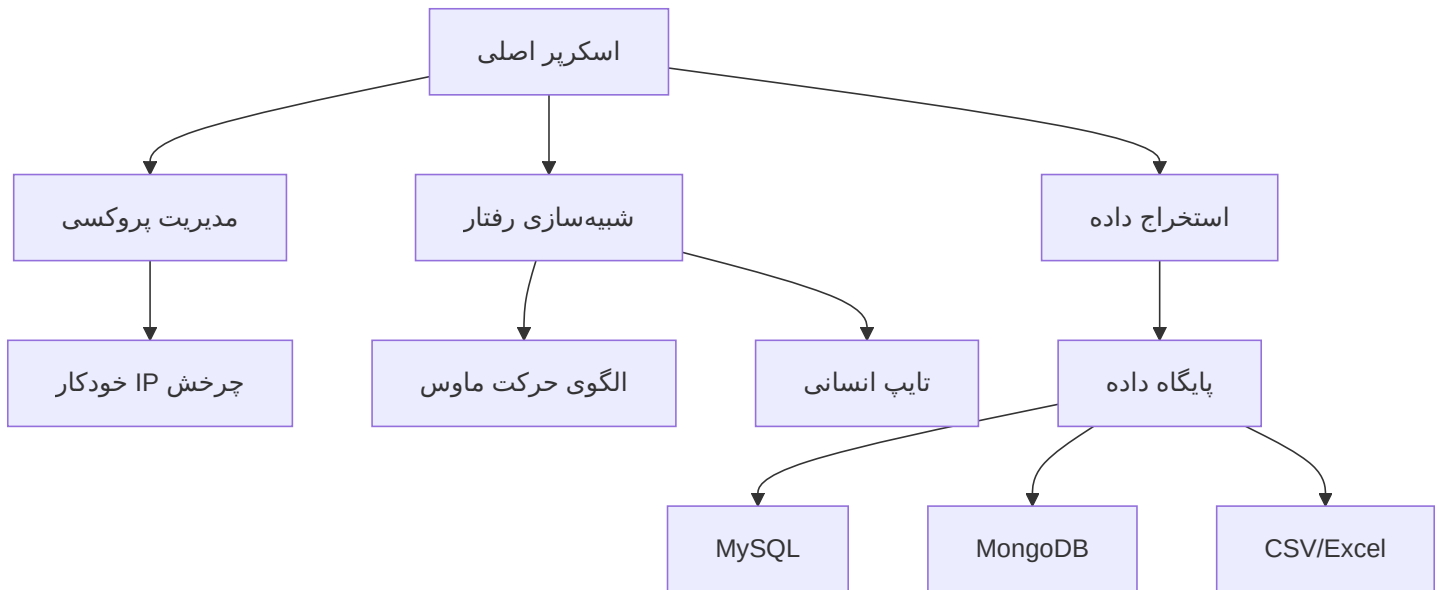 اسکرپر اصلی
مدیریت پروکسی
شبیه‌سازی رفتار
استخراج داده
چرخش IP خودکار
الگوی حرکت ماوس
تایپ انسانی
پایگاه داده
MySQL
MongoDB
CSV/Excel